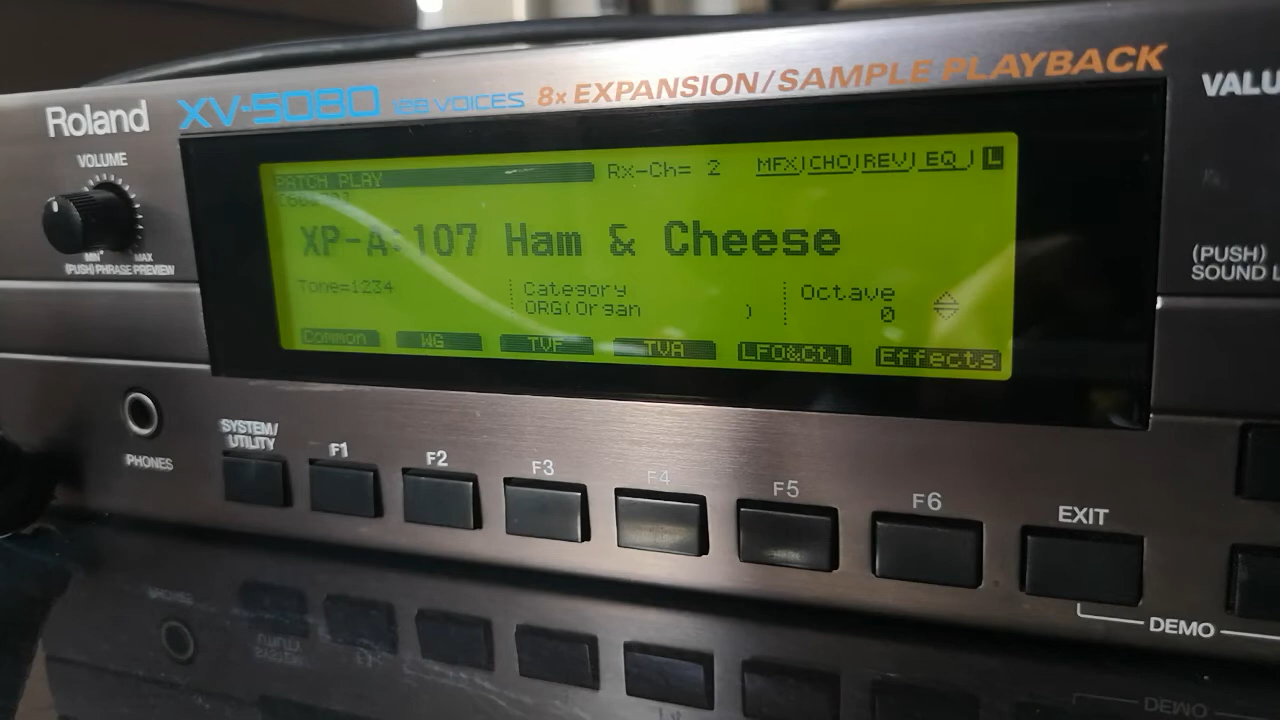 Roland XV-5080 128 VOICES 8x EXPANSION/SAMPLE PLAYBACK
VOLUME
MIN MAX
(PUSH) PHRASE PREVIEW
PATCH PLAY Rx-Ch= 2 MFX CHO REV EQ L
XP-A:107 Ham & Cheese
Tone=1234 Category Octave
ORG(Organ ) 0
Common WG TVF TVA LFO&Ctl Effects
(PUSH)
PHONES
SYSTEM/
UTILITY
F1 F2 F3 F4 F5 F6 EXIT
DEMO